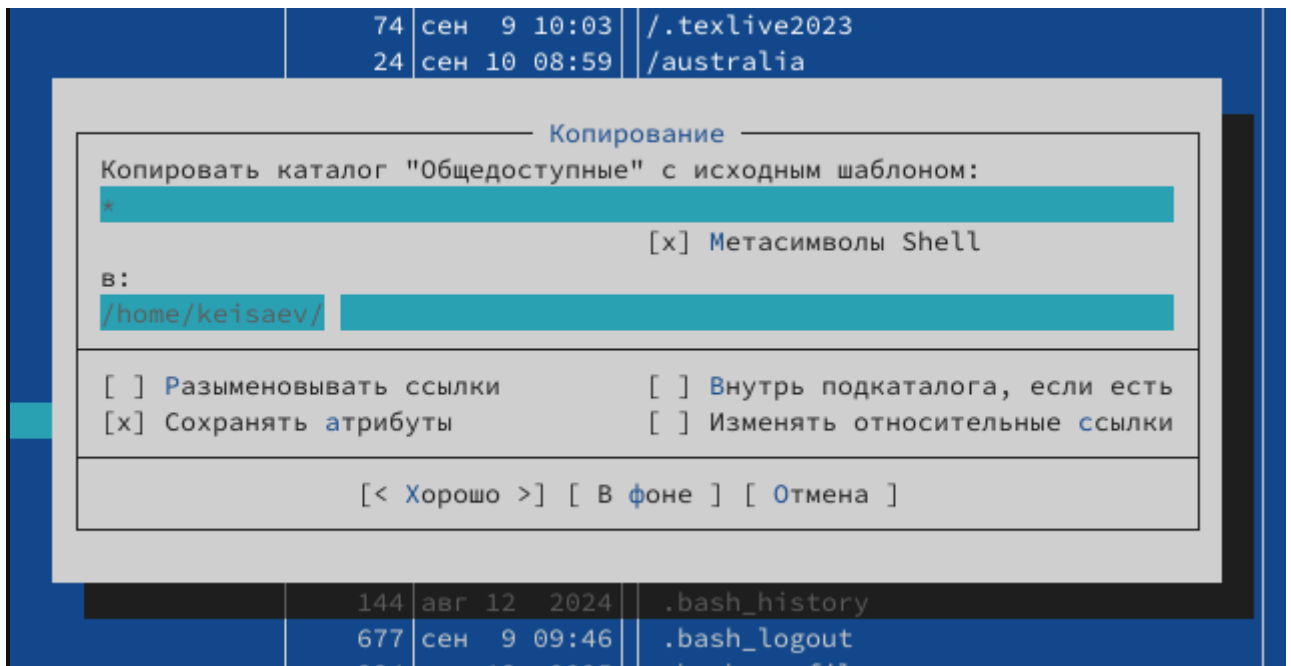 74 сен 9 10:03 /.texlive2023
24 сен 10 08:59 /australia
Копирование
Копировать каталог "Общедоступные" с исходным шаблоном:
*
[x] Метасимволы Shell
в:
/home/keisaev/
[ ] Разыменовывать ссылки [ ] Внутрь подкаталога, если есть
[x] Сохранять атрибуты [ ] Изменять относительные ссылки
[< Хорошо >] [ В фоне ] [ Отмена ]
144 авг 12 2024 .bash_history
677 сен 9 09:46 .bash_logout